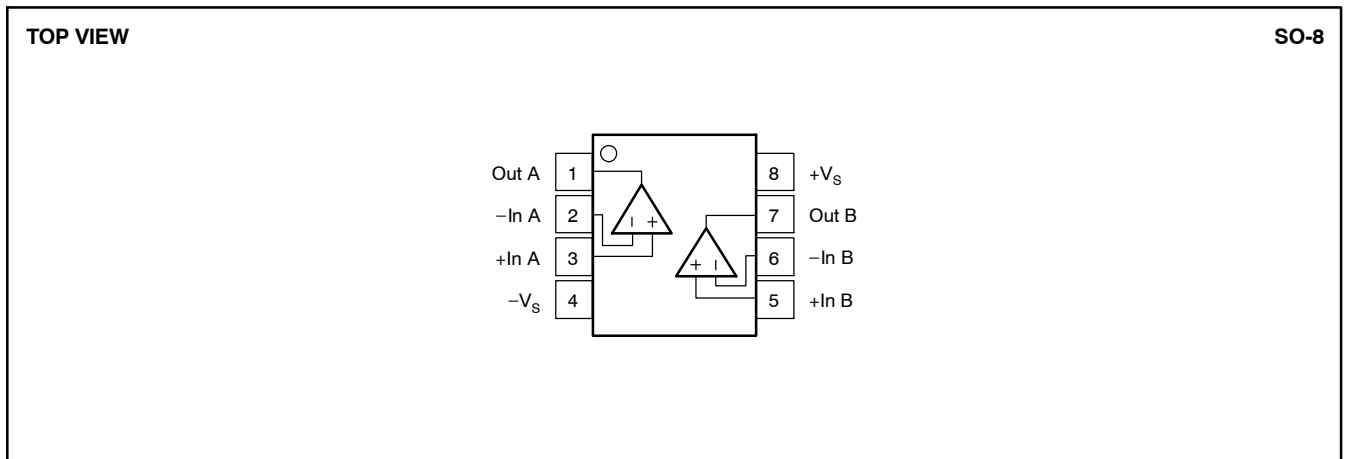 TOP VIEW SO-8
Out A 1 8 +VS
−In A 2 7 Out B
+In A 3 6 −In B
−VS 4 5 +In B
− +
+ −